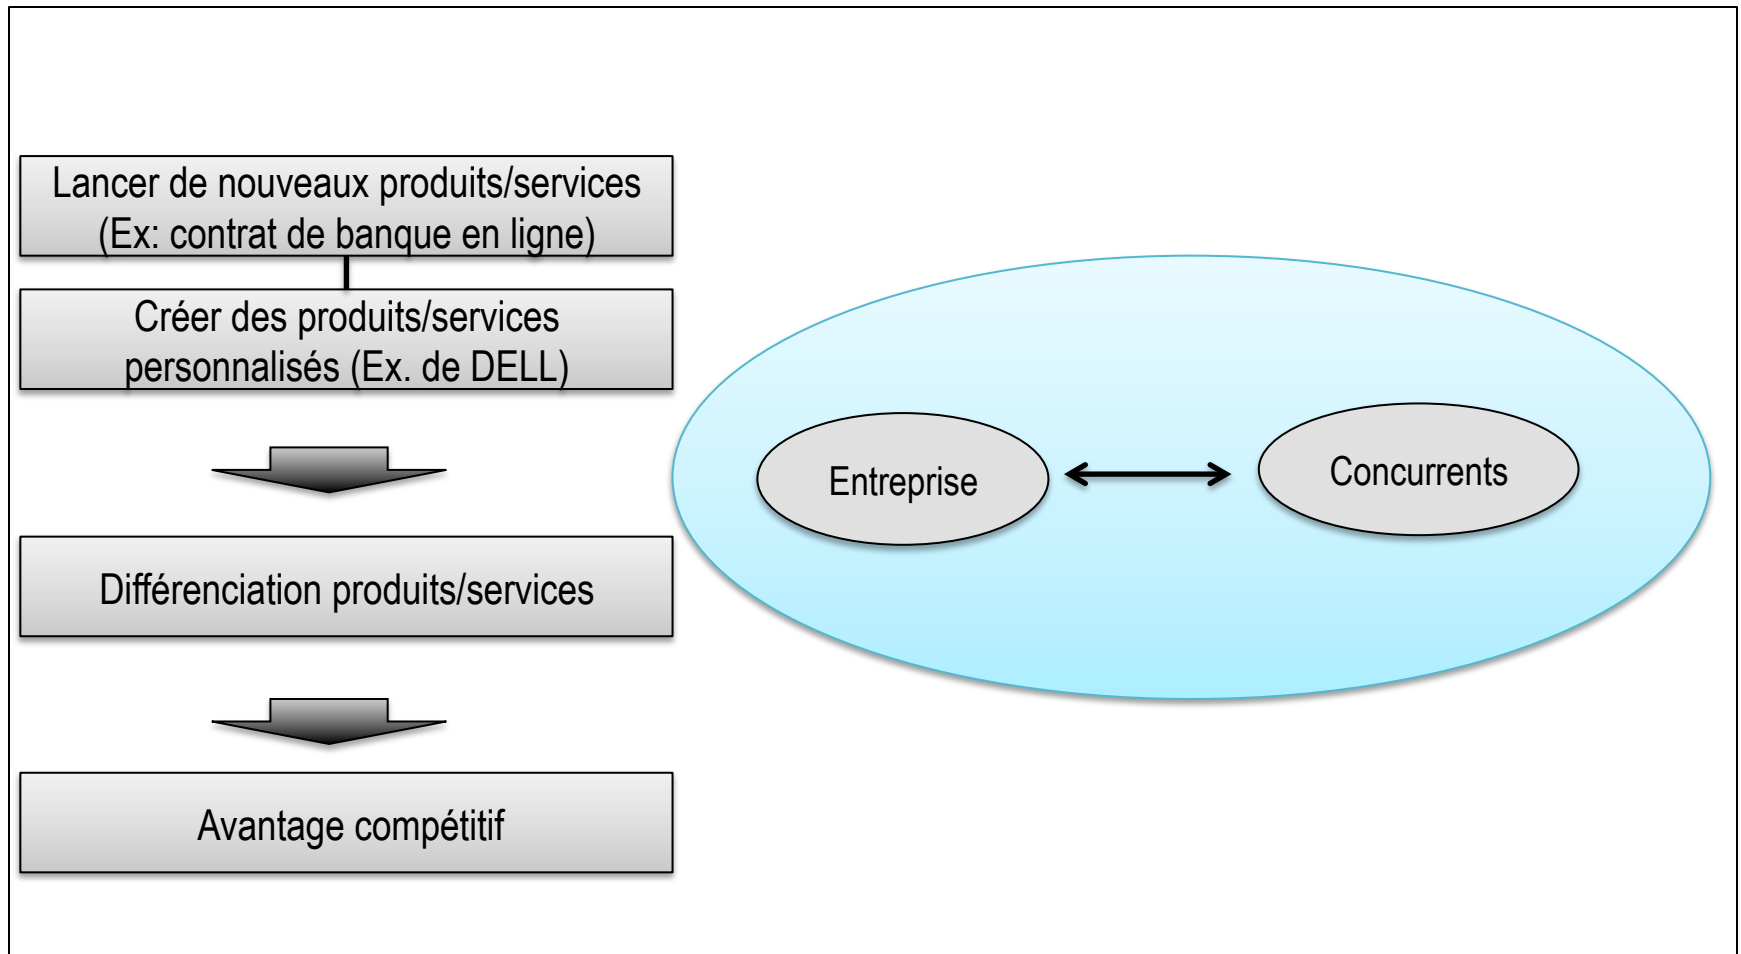 Lancer de nouveaux produits/services
(Ex: contrat de banque en ligne)
Créer des produits/services
personnalisés (Ex. de DELL)
Différenciation produits/services
Avantage compétitif
Entreprise
Concurrents